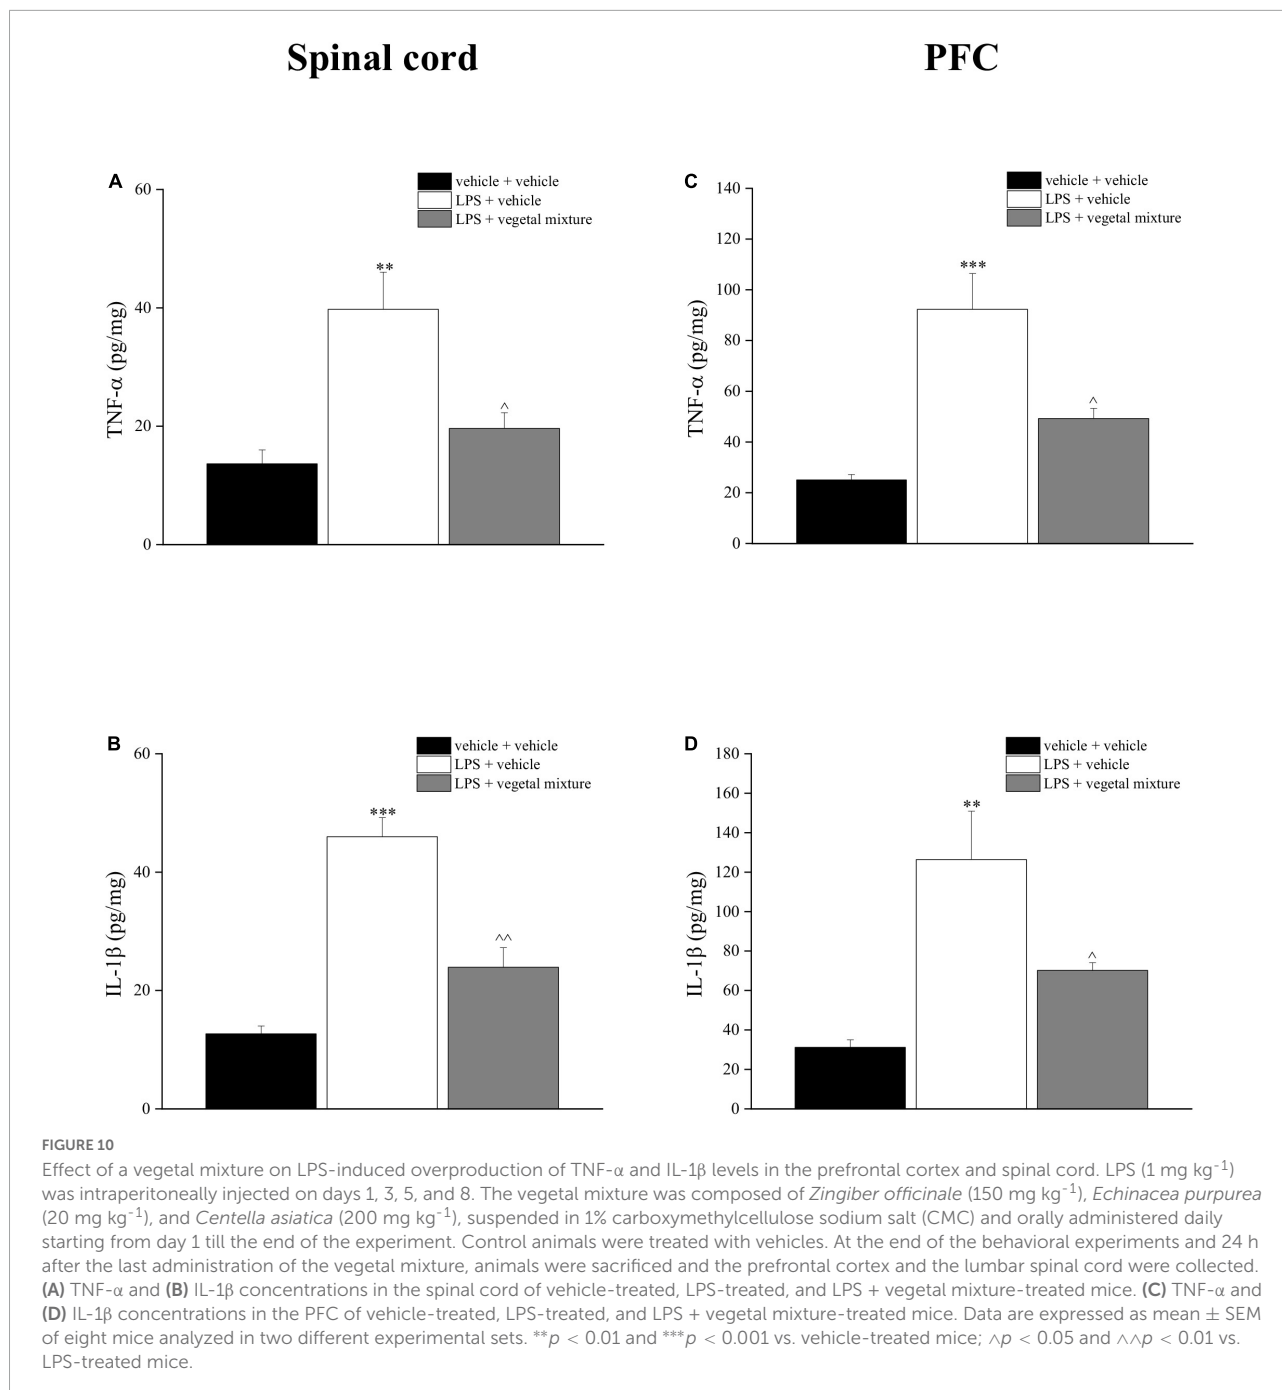 Spinal cord
PFC
A
vehicle + vehicle
LPS + vehicle
LPS + vegetal mixture
TNF-α (pg/mg)
60
40
20
0
**
^
C
vehicle + vehicle
LPS + vehicle
LPS + vegetal mixture
TNF-α (pg/mg)
140
120
100
80
60
40
20
0
***
^
B
vehicle + vehicle
LPS + vehicle
LPS + vegetal mixture
IL-1β (pg/mg)
60
40
20
0
***
^^
D
vehicle + vehicle
LPS + vehicle
LPS + vegetal mixture
IL-1β (pg/mg)
180
160
140
120
100
80
60
40
20
0
**
^
FIGURE 10
Effect of a vegetal mixture on LPS-induced overproduction of TNF-α and IL-1β levels in the prefrontal cortex and spinal cord. LPS (1 mg kg⁻¹)
was intraperitoneally injected on days 1, 3, 5, and 8. The vegetal mixture was composed of Zingiber officinale (150 mg kg⁻¹), Echinacea purpurea
(20 mg kg⁻¹), and Centella asiatica (200 mg kg⁻¹), suspended in 1% carboxymethylcellulose sodium salt (CMC) and orally administered daily
starting from day 1 till the end of the experiment. Control animals were treated with vehicles. At the end of the behavioral experiments and 24 h
after the last administration of the vegetal mixture, animals were sacrificed and the prefrontal cortex and the lumbar spinal cord were collected.
(A) TNF-α and (B) IL-1β concentrations in the spinal cord of vehicle-treated, LPS-treated, and LPS + vegetal mixture-treated mice. (C) TNF-α and
(D) IL-1β concentrations in the PFC of vehicle-treated, LPS-treated, and LPS + vegetal mixture-treated mice. Data are expressed as mean ± SEM
of eight mice analyzed in two different experimental sets. **p < 0.01 and ***p < 0.001 vs. vehicle-treated mice; ∧p < 0.05 and ∧∧p < 0.01 vs.
LPS-treated mice.